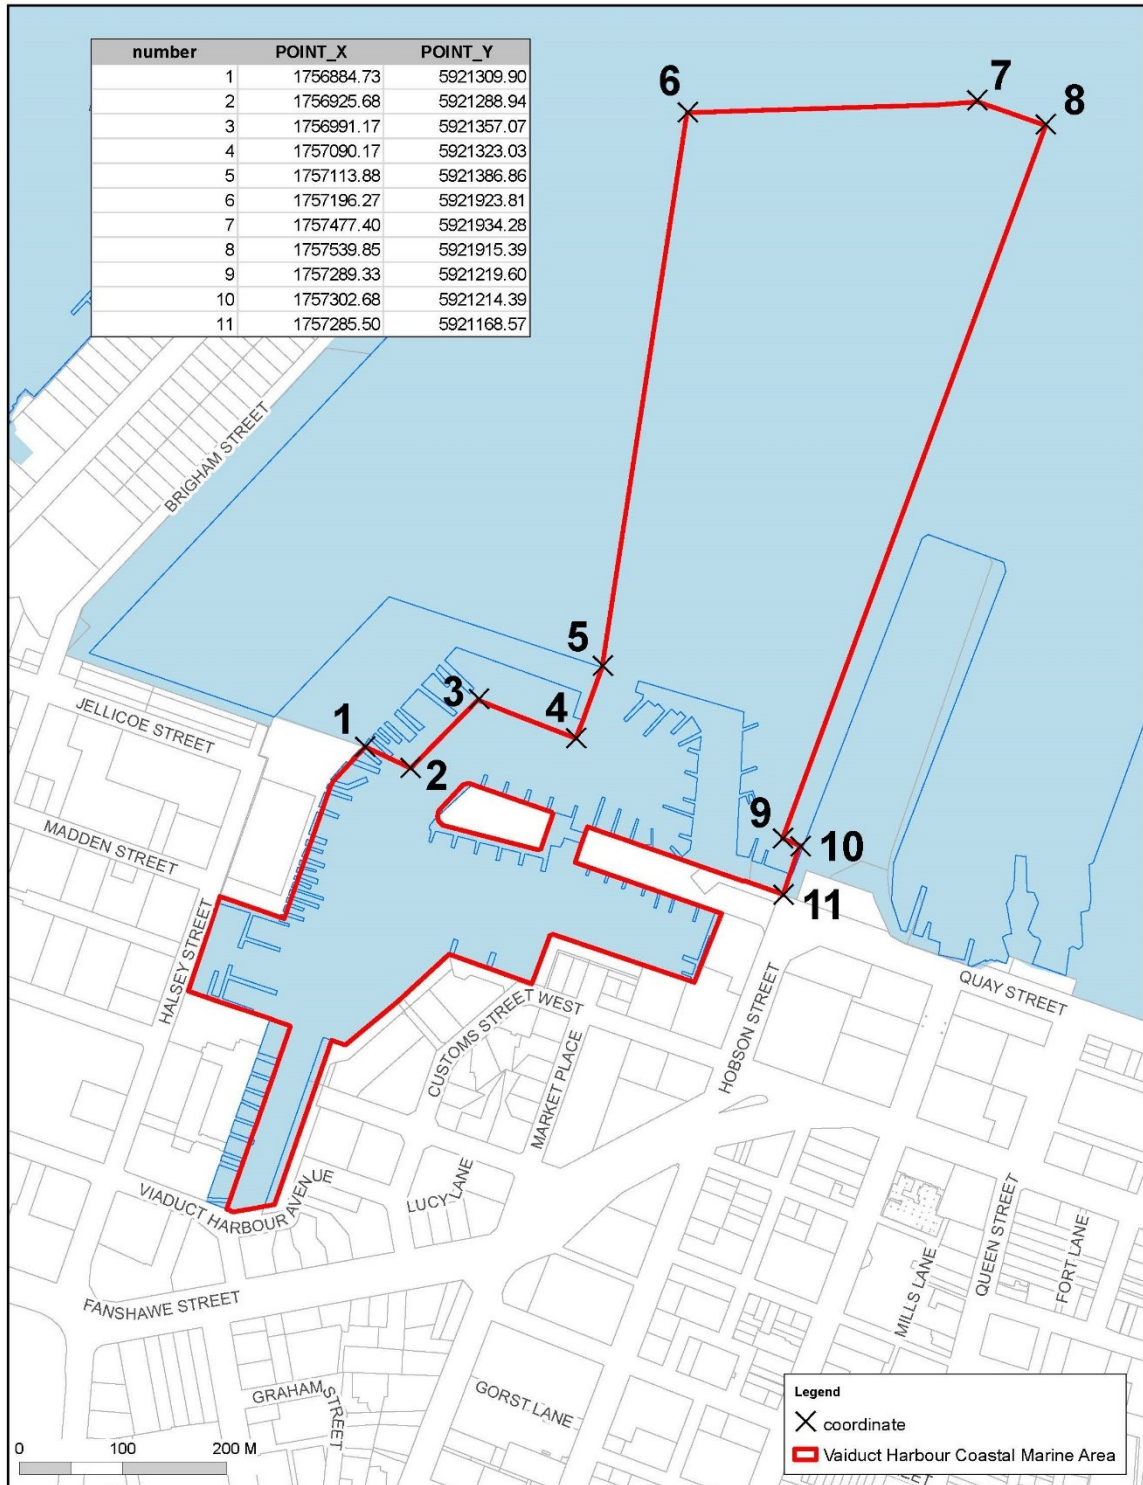 number POINT_X POINT_Y
1 1756884.73 5921309.90
2 1756925.68 5921288.94
3 1756991.17 5921357.07
4 1757090.17 5921323.03
5 1757113.88 5921386.86
6 1757196.27 5921923.81
7 1757477.40 5921934.28
8 1757539.85 5921915.39
9 1757289.33 5921219.60
10 1757302.68 5921214.39
11 1757285.50 5921168.57
6
7
8
BRIGHAM STREET
5
3
4
1
2
JELLICOE STREET
9
10
MADDEN STREET
11
HALSEY STREET
QUAY STREET
CUSTOMS STREET WEST
HOBSON STREET
MARKET PLACE
VIADUCT HARBOUR AVENUE
LUCY LANE
QUEEN STREET
FORT LANE
MILLS LANE
FANSHAWE STREET
GRAHAM STREET
GORST LANE
Legend
coordinate
Vaiduct Harbour Coastal Marine Area
0 100 200 M